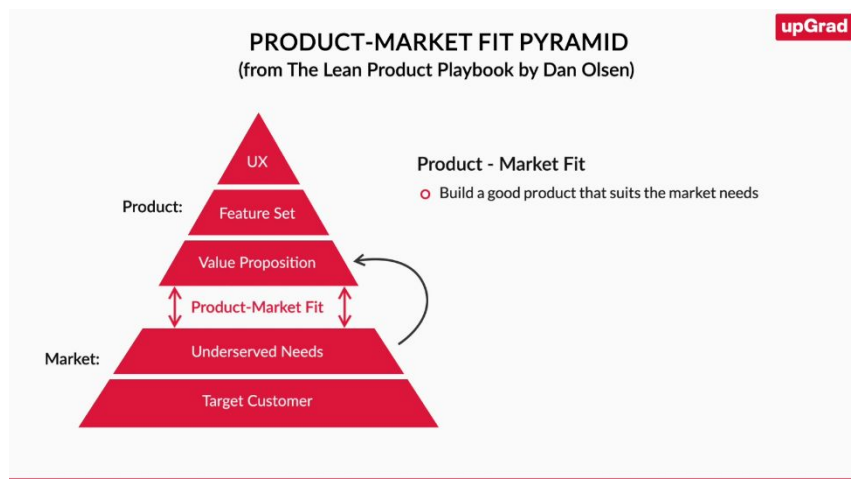 upGrad
PRODUCT-MARKET FIT PYRAMID
(from The Lean Product Playbook by Dan Olsen)
UX
Product:
Feature Set
Value Proposition
Product-Market Fit
Market:
Underserved Needs
Target Customer
Product - Market Fit
Build a good product that suits the market needs